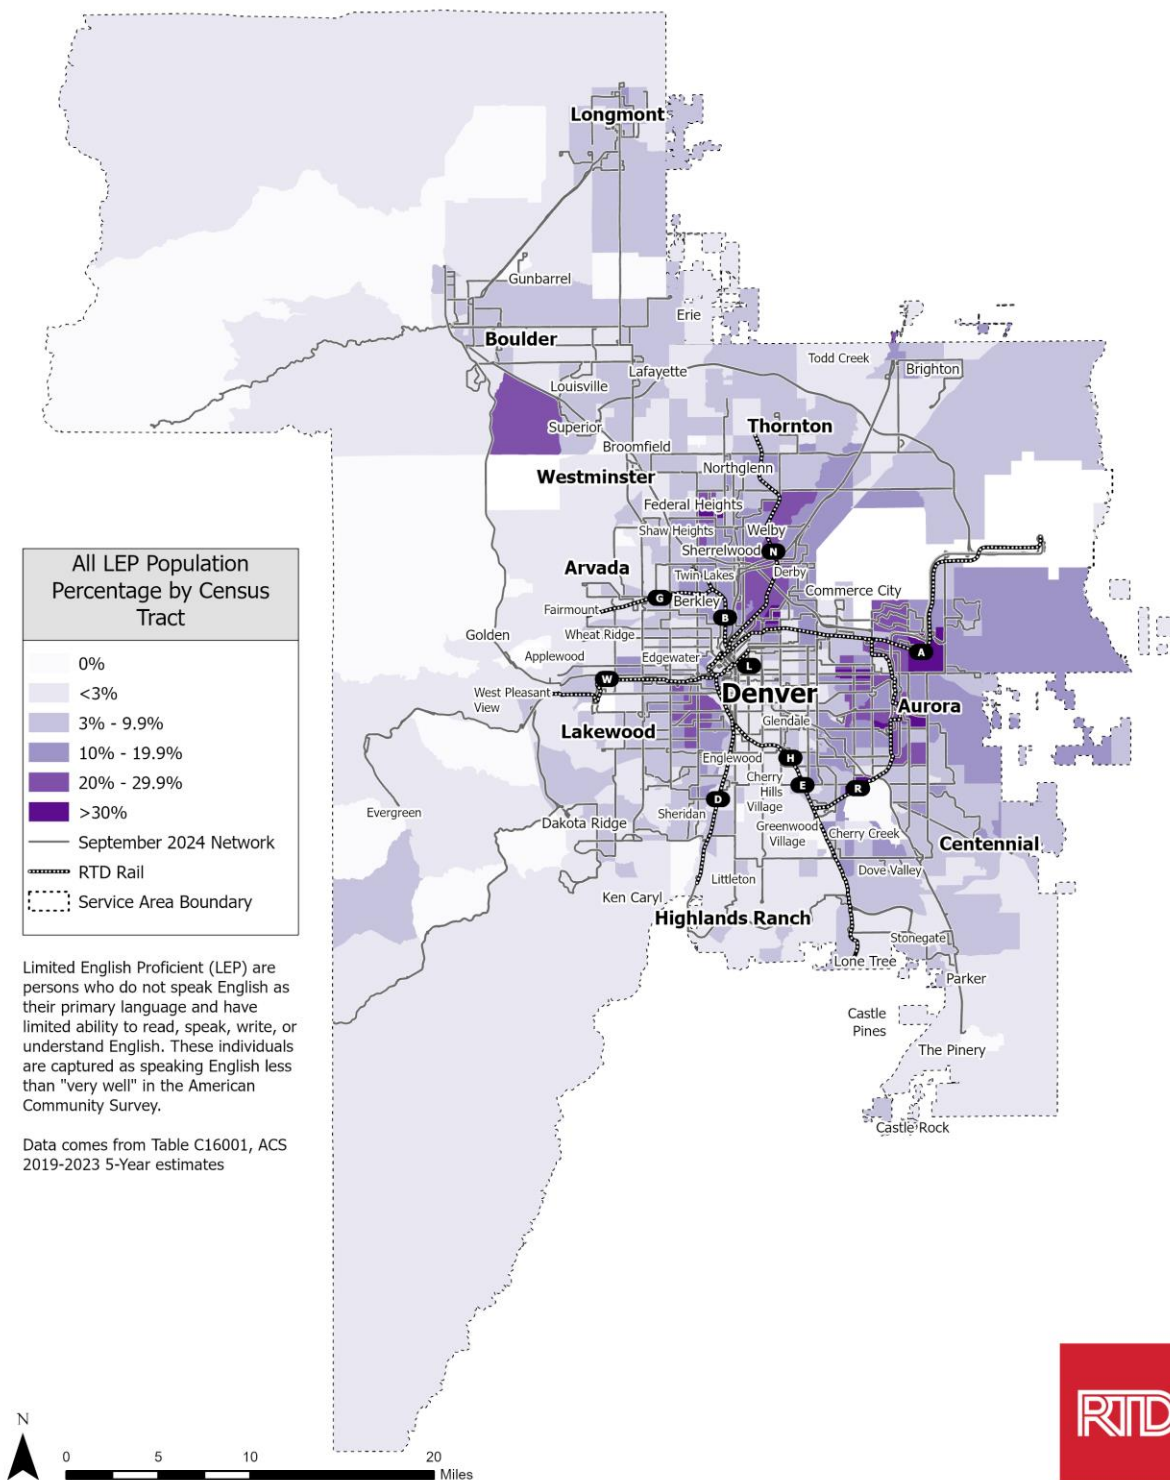 Longmont
Gunbarrel
Erie
Boulder
Todd Creek
Brighton
Lafayette
Louisville
Superior
Thornton
Broomfield
Northglenn
Westminster
Federal Heights
Shaw Heights
Welby
Sherrelwood
N
Arvada
Twin Lakes
Derby
Commerce City
G
Berkley
Fairmount
B
Golden
Wheat Ridge
Applewood
Edgewater
A
L
W
West Pleasant
View
Denver
Aurora
Glendale
Lakewood
Englewood
H
Cherry
Hills
Village
E
R
D
Evergreen
Sheridan
Dakota Ridge
Greenwood
Village
Cherry Creek
Centennial
Dove Valley
Littleton
Ken Caryl
Highlands Ranch
Stonegate
Lone Tree
Parker
Castle
Pines
The Pinery
Castle Rock
All LEP Population
Percentage by Census
Tract
0%
<3%
3% - 9.9%
10% - 19.9%
20% - 29.9%
>30%
September 2024 Network
RTD Rail
Service Area Boundary
Limited English Proficient (LEP) are
persons who do not speak English as
their primary language and have
limited ability to read, speak, write, or
understand English. These individuals
are captured as speaking English less
than "very well" in the American
Community Survey.
Data comes from Table C16001, ACS
2019-2023 5-Year estimates
N
0 5 10 20
Miles
RTD